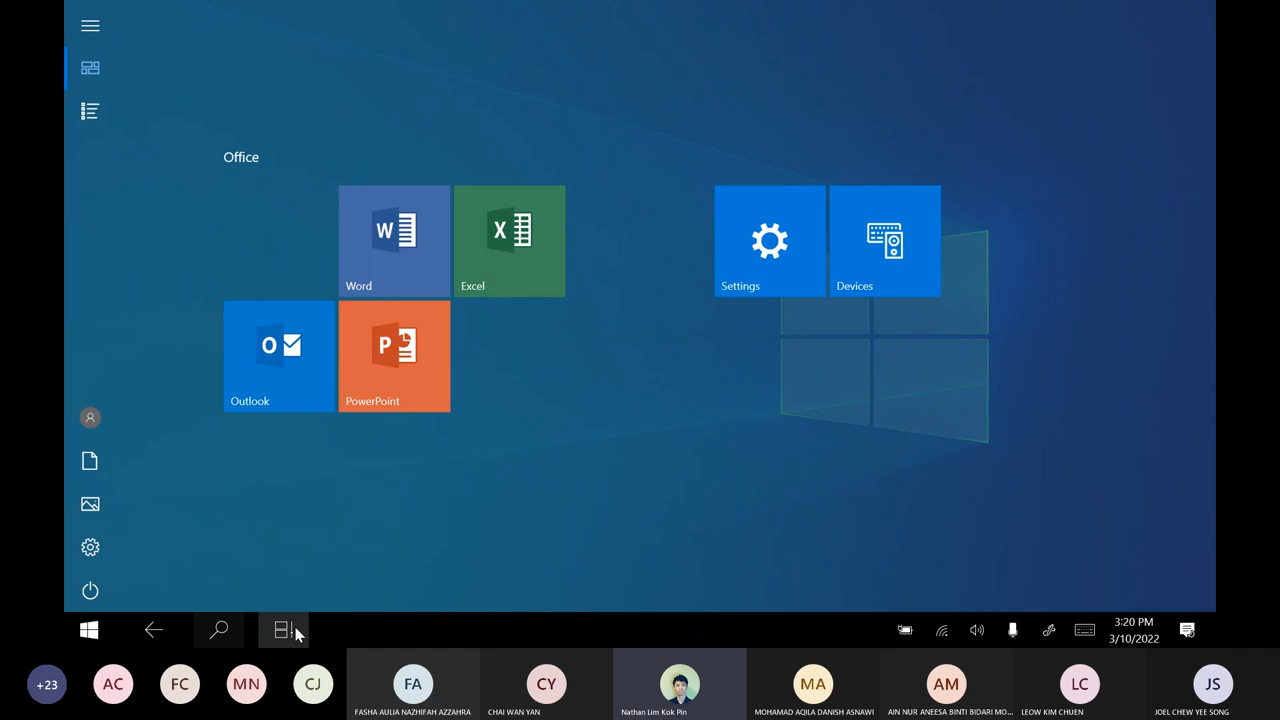 Office
W
Word
X
Excel
Settings
Devices
O
Outlook
P
PowerPoint
3:20 PM
3/10/2022
+23
AC
FC
MN
CJ
FA
FASHA AULIA NAZHIFAH AZZAHRA
CY
CHAI WAN YAN
Nathan Lim Kok Pin
MA
MOHAMAD AQILA DANISH ASNAWI
AM
AIN NUR ANEESA BINTI BIDARI MO...
LC
LEOW KIM CHUEN
JS
JOEL CHEW YEE SONG